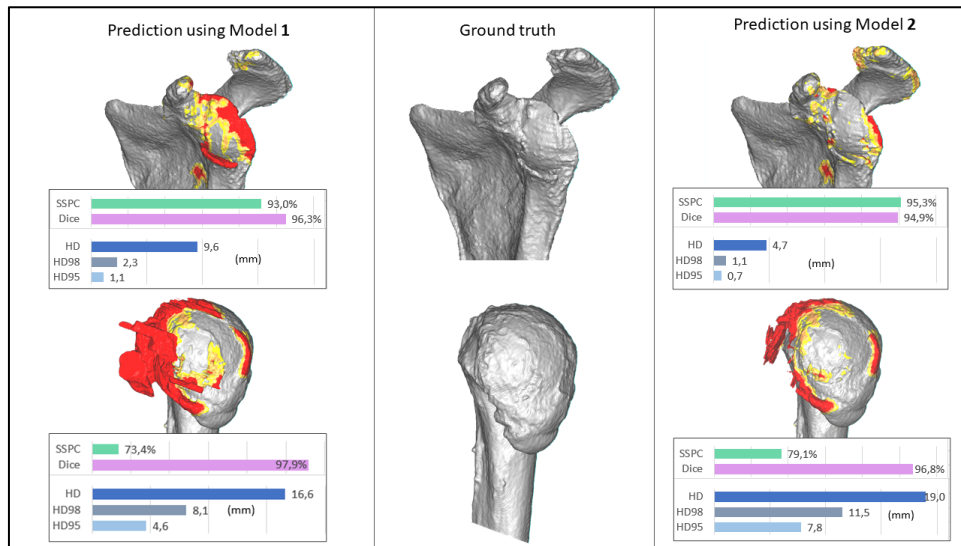 Prediction using Model 1
Ground truth
Prediction using Model 2
SSPC 93,0%
Dice 96,3%
HD 9,6
HD98 2,3 (mm)
HD95 1,1
SSPC 95,3%
Dice 94,9%
HD 4,7
HD98 1,1 (mm)
HD95 0,7
SSPC 73,4%
Dice 97,9%
HD 16,6
HD98 8,1 (mm)
HD95 4,6
SSPC 79,1%
Dice 96,8%
HD 19,0
HD98 11,5 (mm)
HD95 7,8